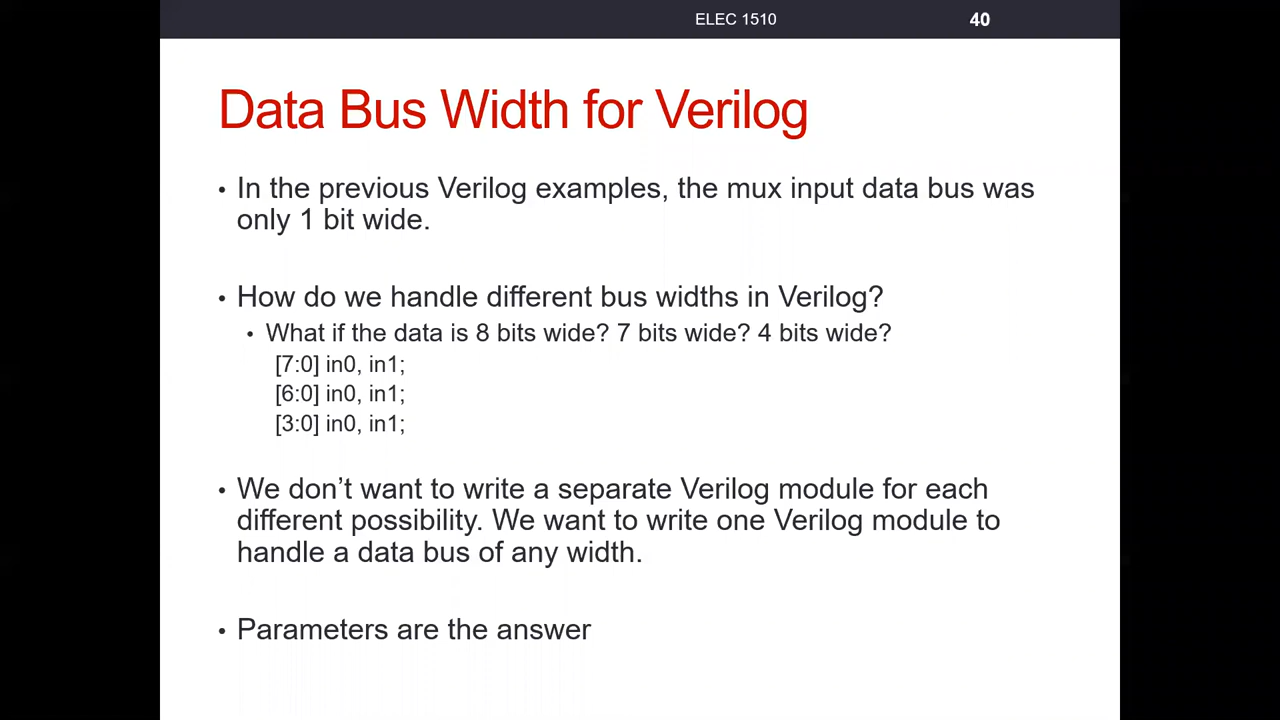 ELEC 1510
40
Data Bus Width for Verilog
• In the previous Verilog examples, the mux input data bus was
only 1 bit wide.
• How do we handle different bus widths in Verilog?
• What if the data is 8 bits wide? 7 bits wide? 4 bits wide?
[7:0] in0, in1;
[6:0] in0, in1;
[3:0] in0, in1;
• We don’t want to write a separate Verilog module for each
different possibility. We want to write one Verilog module to
handle a data bus of any width.
• Parameters are the answer